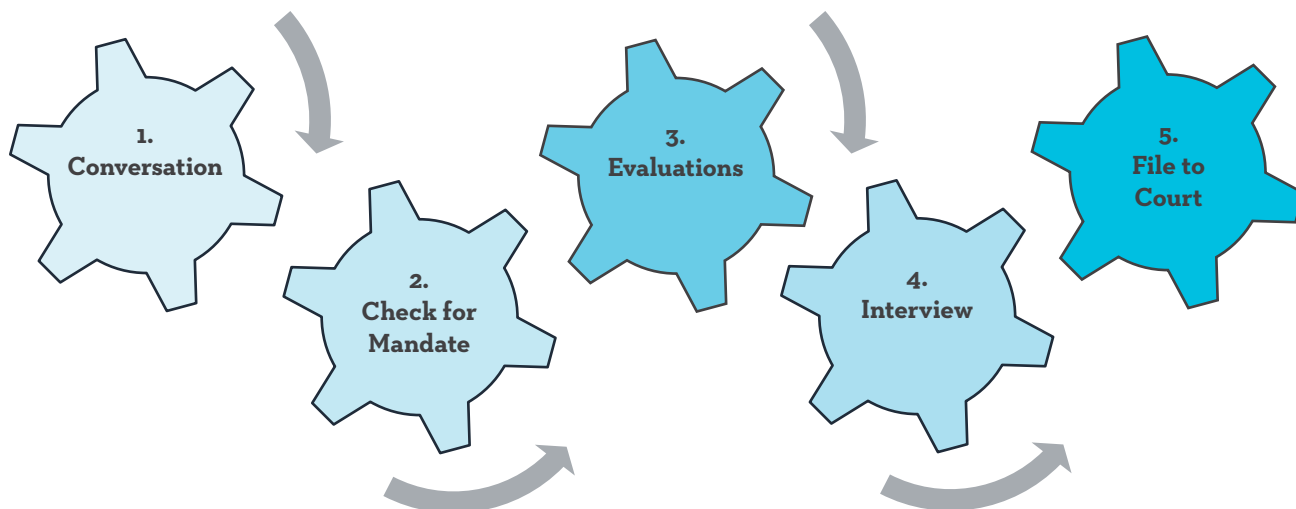 1.
Conversation
2.
Check for
Mandate
3.
Evaluations
4.
Interview
5.
File to
Court